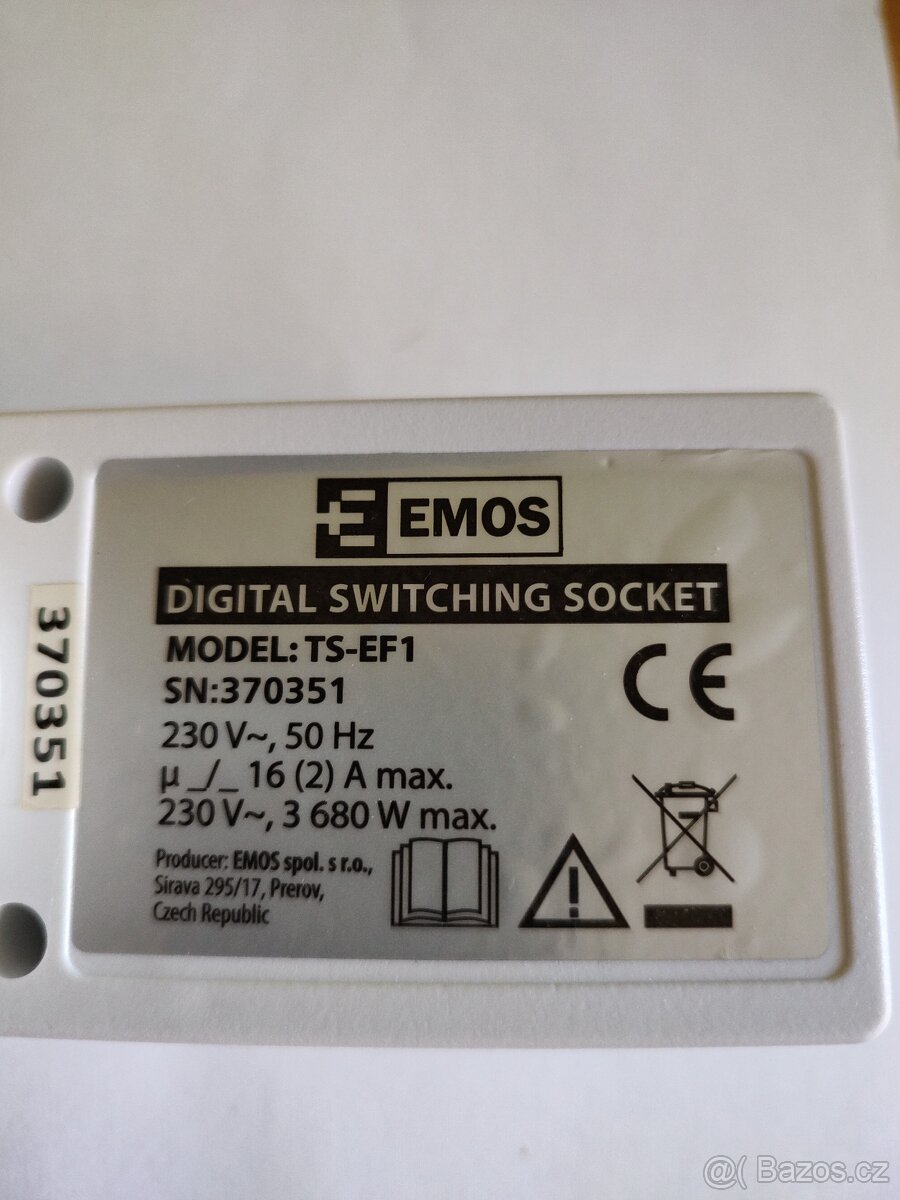 EMOS
DIGITAL SWITCHING SOCKET
MODEL: TS-EF1
SN:370351
230 V~, 50 Hz
µ _/_ 16 (2) A max.
230 V~, 3 680 W max.
Producer: EMOS spol. s r.o.,
Sirava 295/17, Prerov,
Czech Republic
CE
370351
@( Bazos.cz